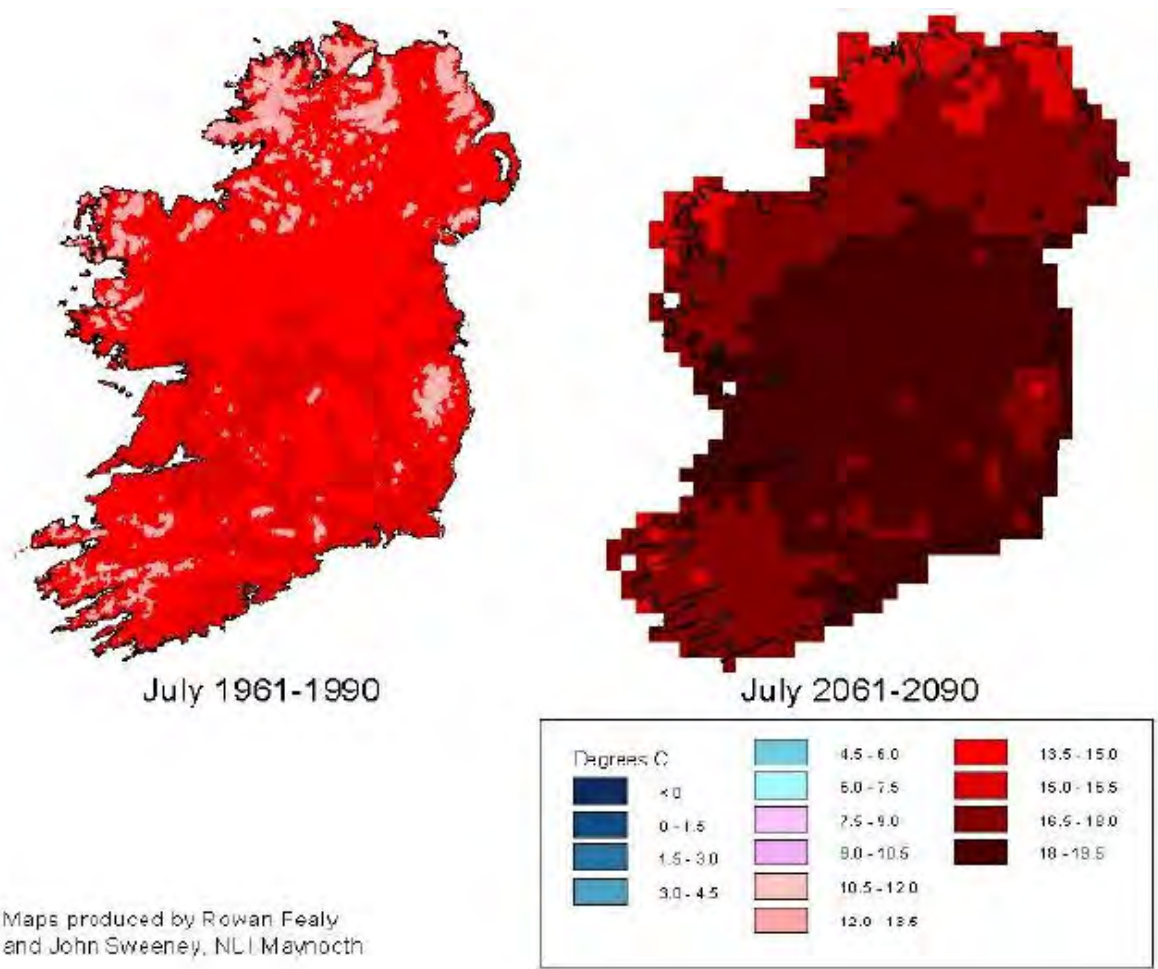 July 1961-1990
July 2061-2090
Degrees C
<0
0 - 1.5
1.5 - 3.0
3.0 - 4.5
4.5 - 6.0
6.0 - 7.5
7.5 - 9.0
9.0 - 10.5
10.5 - 12.0
12.0 - 13.5
13.5 - 15.0
15.0 - 16.5
16.5 - 18.0
18 - 19.5
Maps produced by Rowan Fealy
and John Sweeney, NUI Maynooth